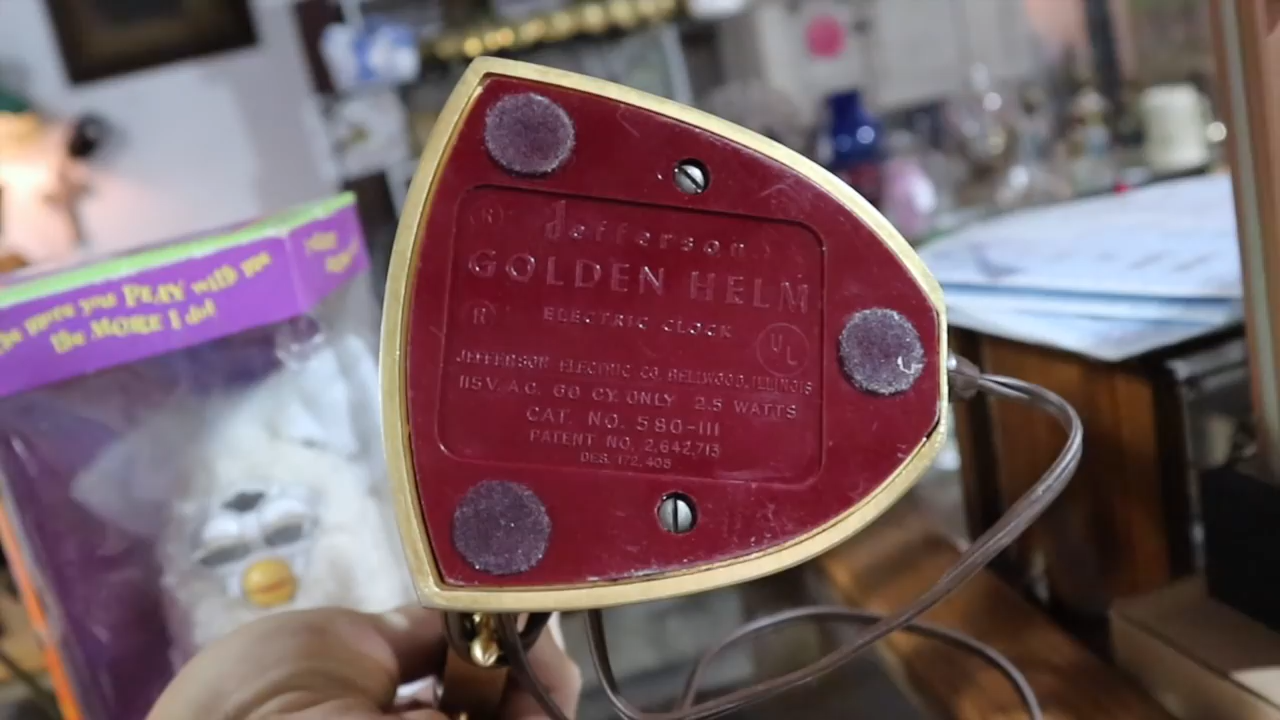 The more you PLAY with me
the MORE I do!
R Jefferson
GOLDEN HELM
R ELECTRIC CLOCK
UL
JEFFERSON ELECTRIC CO. BELLWOOD, ILLINOIS
115 V. A.C. 60 CY. ONLY 2.5 WATTS
CAT. NO. 580-111
PATENT NO. 2,642,713
DES. 172,405